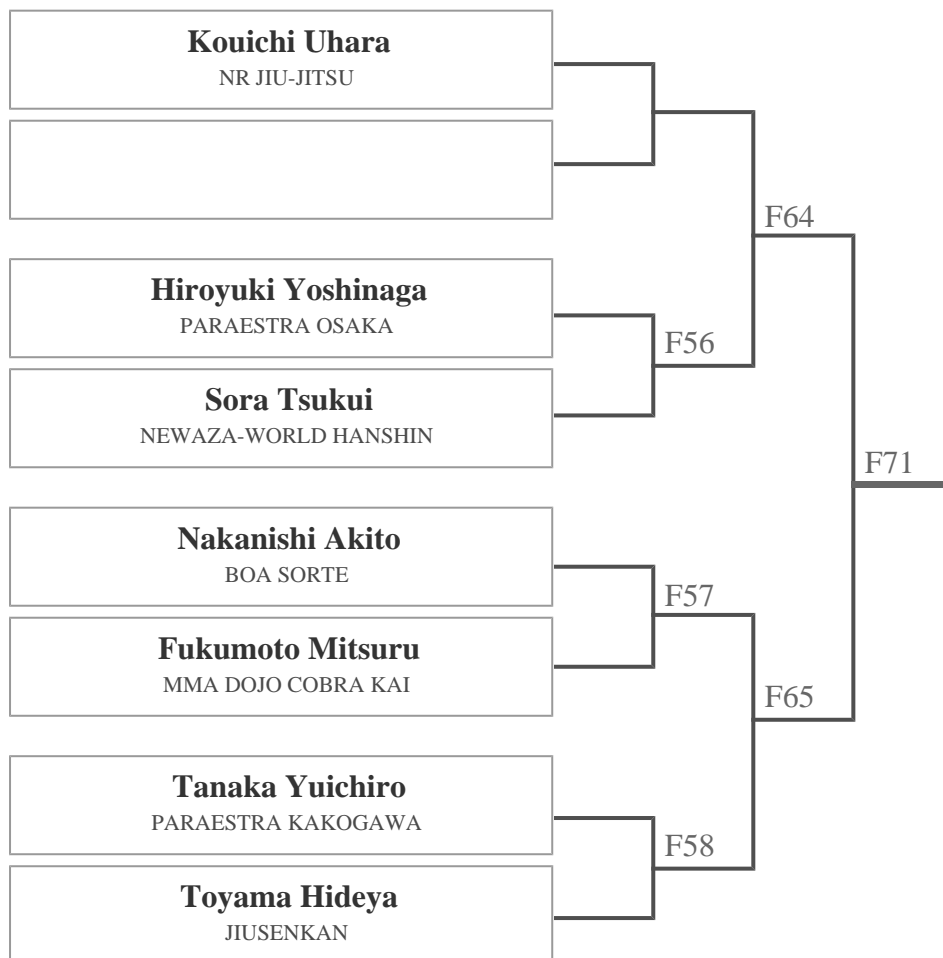 Kouichi Uhara
NR JIU-JITSU
F64
Hiroyuki Yoshinaga
PARAESTRA OSAKA
F56
Sora Tsukui
NEWAZA-WORLD HANSHIN
F71
Nakanishi Akito
BOA SORTE
F57
Fukumoto Mitsuru
MMA DOJO COBRA KAI
F65
Tanaka Yuichiro
PARAESTRA KAKOGAWA
F58
Toyama Hideya
JIUSENKAN